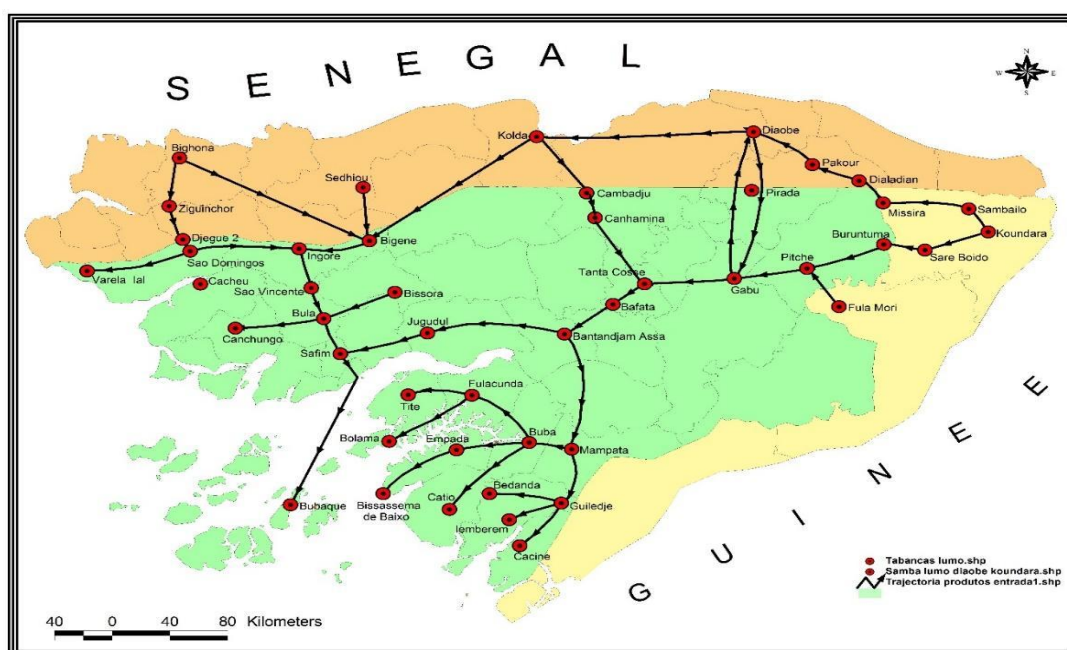 S E N E G A L
N
W E
S
Kolda
Diaobe
Bighona
Pakour
Sedhiou
Dialadian
Cambadju
Pirada
Ziguinchor
Missira
Sambailo
Canhamina
Koundara
Djegue 2
Bigene
Buruntuma
Sao Domingos
Ingore
Sare Boido
Varela Ial
Pitche
Tanta Cosse
Cacheu
Gabu
Sao Vincente
Bissora
Bafata
Fula Mori
Bula
Jugudul
Canchungo
Bantandjam Assa
Safim
Fulacunda
Tite
Bolama
Buba
Empada
Mampata
Bedanda
Bubaque
Bissassema
de Baixo
Catio
Guiledje
Iemberem
Cacine
G U I N E E
Tabancas lumo.shp
Samba lumo diaobe koundara.shp
Trajectoria produtos entrada1.shp
40 0 40 80 Kilometers